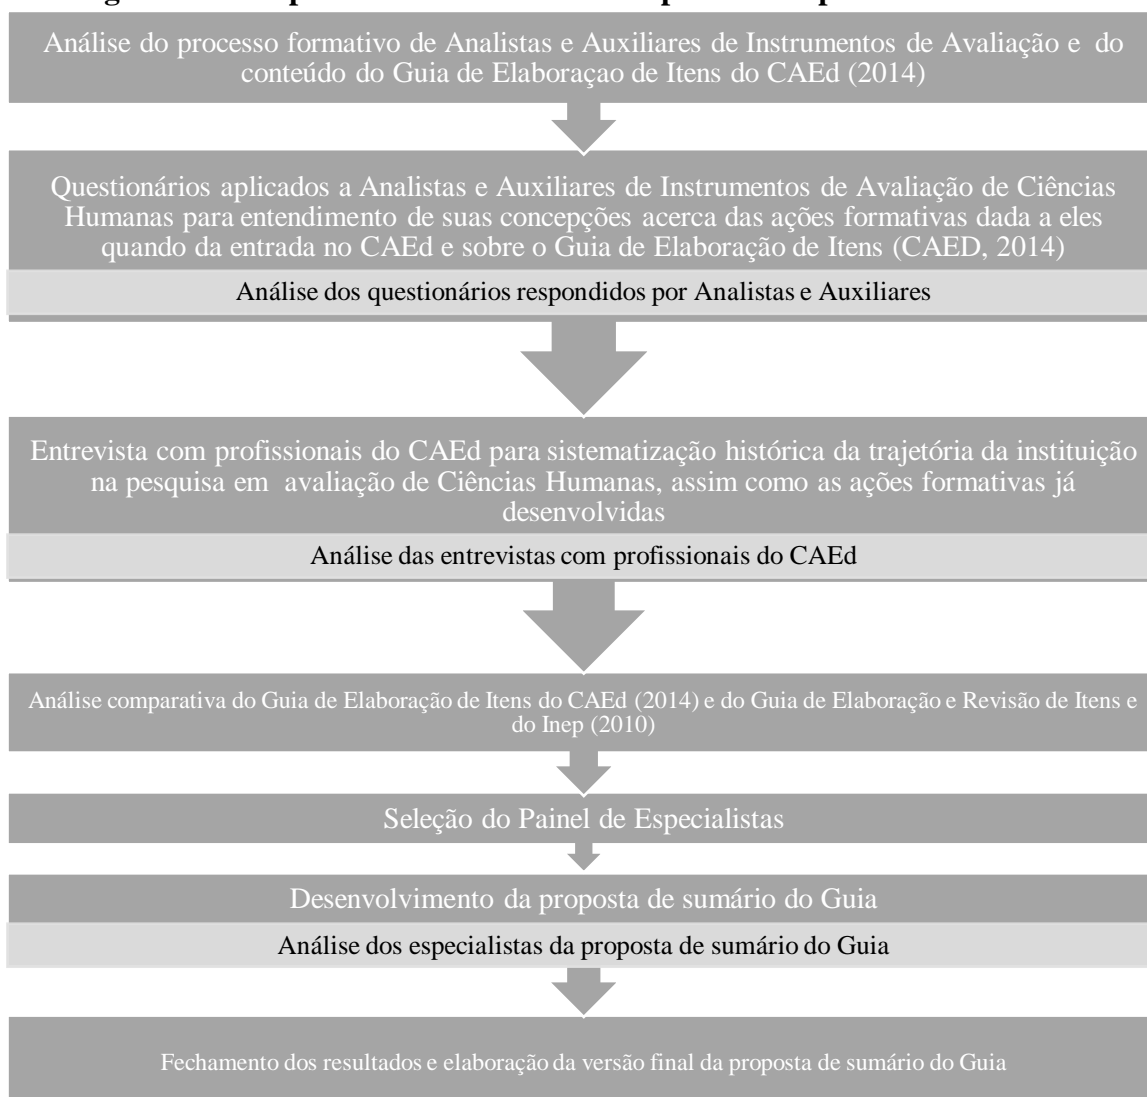 Análise do processo formativo de Analistas e Auxiliares de Instrumentos de Avaliação e do
conteúdo do Guia de Elaboraçao de Itens do CAEd (2014)
Questionários aplicados a Analistas e Auxiliares de Instrumentos de Avaliação de Ciências
Humanas para entendimento de suas concepções acerca das ações formativas dada a eles
quando da entrada no CAEd e sobre o Guia de Elaboração de Itens (CAED, 2014)
Análise dos questionários respondidos por Analistas e Auxiliares
Entrevista com profissionais do CAEd para sistematização histórica da trajetória da instituição
na pesquisa em avaliação de Ciências Humanas, assim como as ações formativas já
desenvolvidas
Análise das entrevistas com profissionais do CAEd
Análise comparativa do Guia de Elaboração de Itens do CAEd (2014) e do Guia de Elaboração e Revisão de Itens e
do Inep (2010)
Seleção do Painel de Especialistas
Desenvolvimento da proposta de sumário do Guia
Análise dos especialistas da proposta de sumário do Guia
Fechamento dos resultados e elaboração da versão final da proposta de sumário do Guia